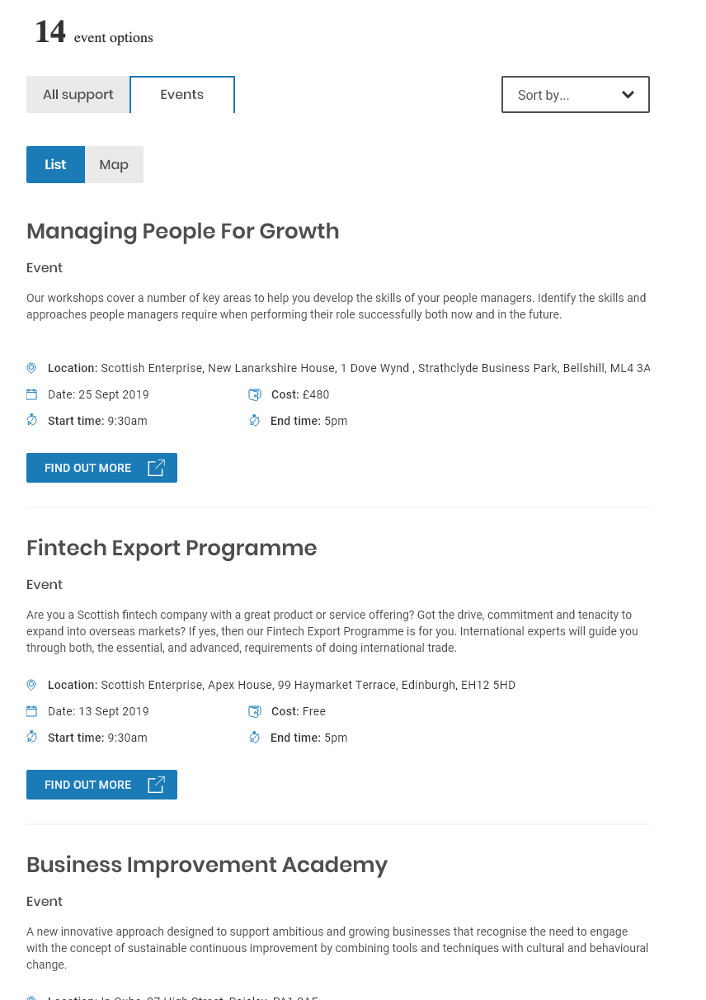 14 event options
All support
Events
Sort by...
List
Map
Managing People For Growth
Event
Our workshops cover a number of key areas to help you develop the skills of your people managers. Identify the skills and
approaches people managers require when performing their role successfully both now and in the future.
Location: Scottish Enterprise, New Lanarkshire House, 1 Dove Wynd , Strathclyde Business Park, Bellshill, ML4 3A
Date: 25 Sept 2019
Cost: £480
Start time: 9:30am
End time: 5pm
FIND OUT MORE
Fintech Export Programme
Event
Are you a Scottish fintech company with a great product or service offering? Got the drive, commitment and tenacity to
expand into overseas markets? If yes, then our Fintech Export Programme is for you. International experts will guide you
through both, the essential, and advanced, requirements of doing international trade.
Location: Scottish Enterprise, Apex House, 99 Haymarket Terrace, Edinburgh, EH12 5HD
Date: 13 Sept 2019
Cost: Free
Start time: 9:30am
End time: 5pm
FIND OUT MORE
Business Improvement Academy
Event
A new innovative approach designed to support ambitious and growing businesses that recognise the need to engage
with the concept of sustainable continuous improvement by combining tools and techniques with cultural and behavioural
change.
Location: In Cube, 27 High Street, Paisley, PA1